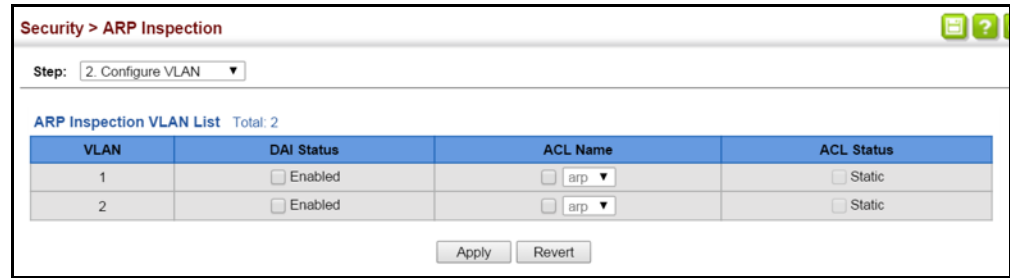 Security > ARP Inspection
?
Step: 2. Configure VLAN
ARP Inspection VLAN List Total: 2
VLAN DAI Status ACL Name ACL Status
1 Enabled arp Static
2 Enabled arp Static
Apply Revert